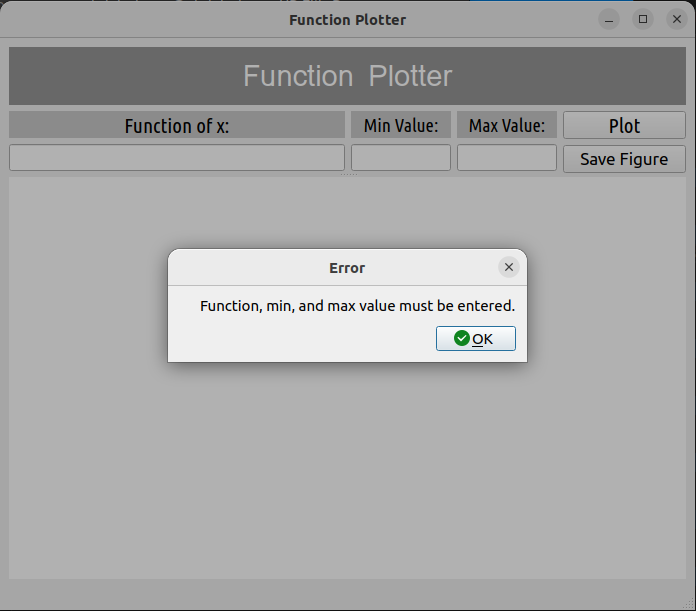 Function Plotter
Function Plotter
Function of x: Min Value: Max Value: Plot
Save Figure
Error
Function, min, and max value must be entered.
OK